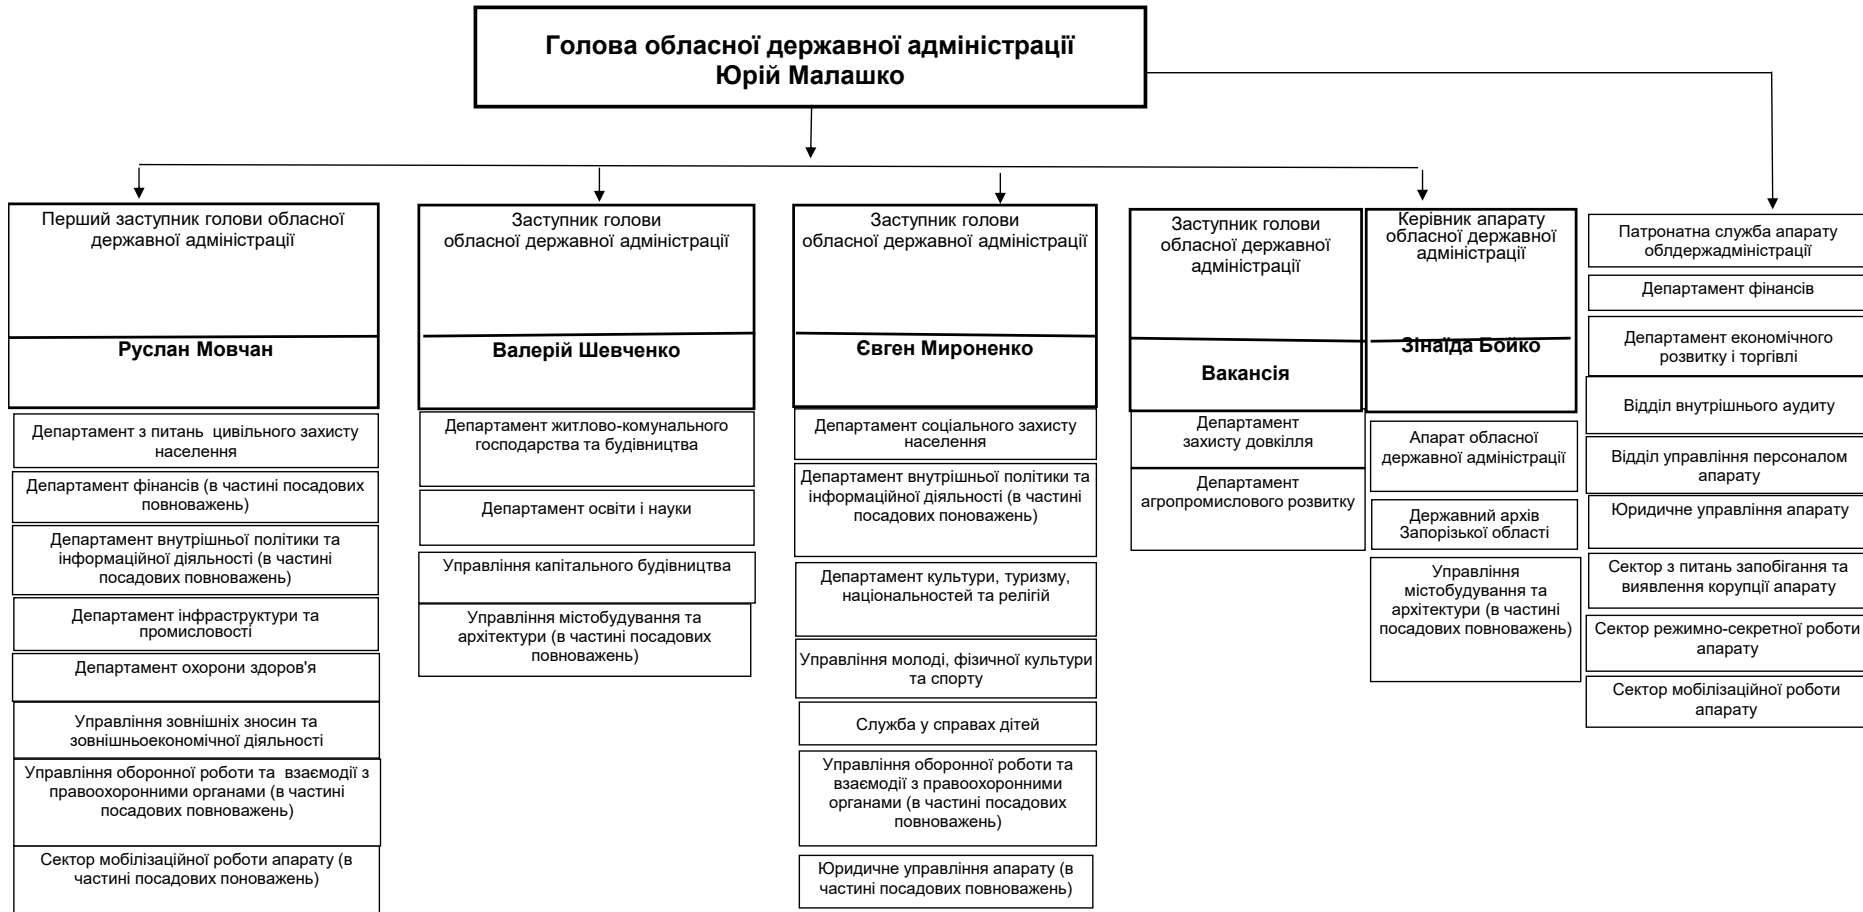 Голова обласної державної адміністрації
Юрій Малашко
Перший заступник голови обласної
державної адміністрації
Руслан Мовчан
Департамент з питань цивільного захисту
населення
Департамент фінансів (в частині посадових
повноважень)
Департамент внутрішньої політики та
інформаційної діяльності (в частині
посадових повноважень)
Департамент інфраструктури та
промисловості
Департамент охорони здоров'я
Управління зовнішніх зносин та
зовнішньоекономічної діяльності
Управління оборонної роботи та взаємодії з
правоохоронними органами (в частині
посадових повноважень)
Сектор мобілізаційної роботи апарату (в
частині посадових поноважень)
Заступник голови
обласної державної адміністрації
Валерій Шевченко
Департамент житлово-комунального
господарства та будівництва
Департамент освіти і науки
Управління капітального будівництва
Управління містобудування та
архітектури (в частині посадових
повноважень)
Заступник голови
обласної державної адміністрації
Євген Мироненко
Департамент соціального захисту
населення
Департамент внутрішньої політики та
інформаційної діяльності (в частині
посадових поноважень)
Департамент культури, туризму,
національностей та релігій
Управління молоді, фізичної культури
та спорту
Служба у справах дітей
Управління оборонної роботи та
взаємодії з правоохоронними
органами (в частині посадових
повноважень)
Юридичне управління апарату (в
частині посадових повноважень)
Заступник голови
обласної державної
адміністрації
Вакансія
Департамент
захисту довкілля
Департамент
агропромислового розвитку
Керівник апарату
обласної державної
адміністрації
Зінаїда Бойко
Апарат обласної
державної адміністрації
Державний архів
Запорізької області
Управління
містобудування та
архітектури (в частині
посадових повноважень)
Патронатна служба апарату
облдержадміністрації
Департамент фінансів
Департамент економічного
розвитку і торгівлі
Відділ внутрішнього аудиту
Відділ управління персоналом
апарату
Юридичне управління апарату
Сектор з питань запобігання та
виявлення корупції апарату
Сектор режимно-секретної роботи
апарату
Сектор мобілізаційної роботи
апарату